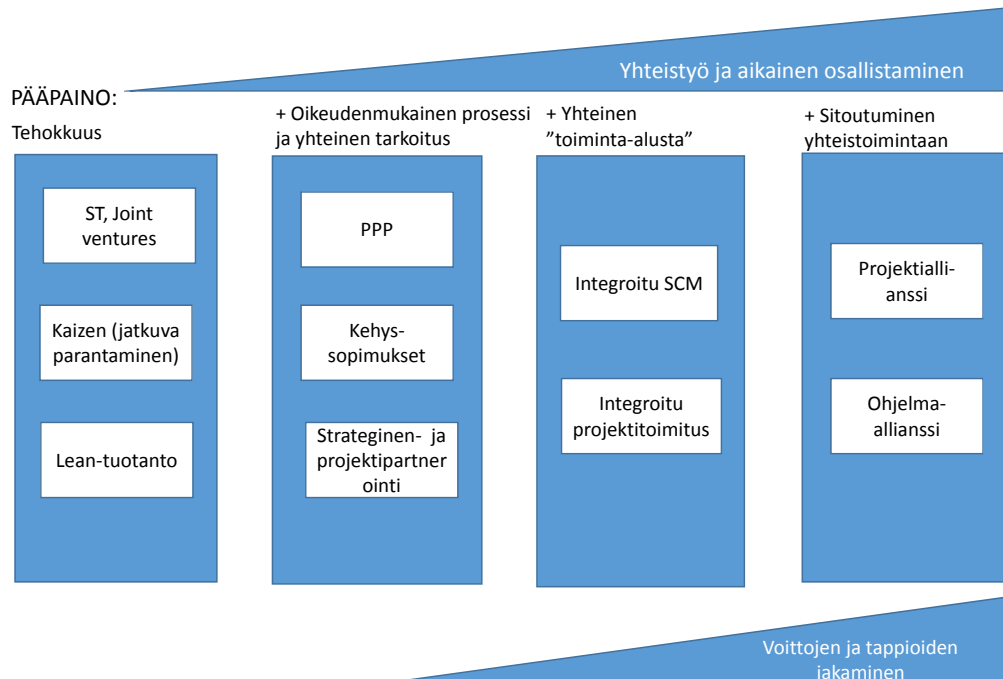 Yhteistyö ja aikainen osallistaminen
PÄÄPAINO:
Tehokkuus
ST, Joint
ventures
Kaizen (jatkuva
parantaminen)
Lean-tuotanto
+ Oikeudenmukainen prosessi
ja yhteinen tarkoitus
PPP
Kehys-
sopimukset
Strateginen- ja
projektipartner
ointi
+ Yhteinen
”toiminta-alusta”
Integroitu SCM
Integroitu
projektitoimitus
+ Sitoutuminen
yhteistoimintaan
Projektialli-
anssi
Ohjelma-
allianssi
Voittojen ja tappioiden
jakaminen